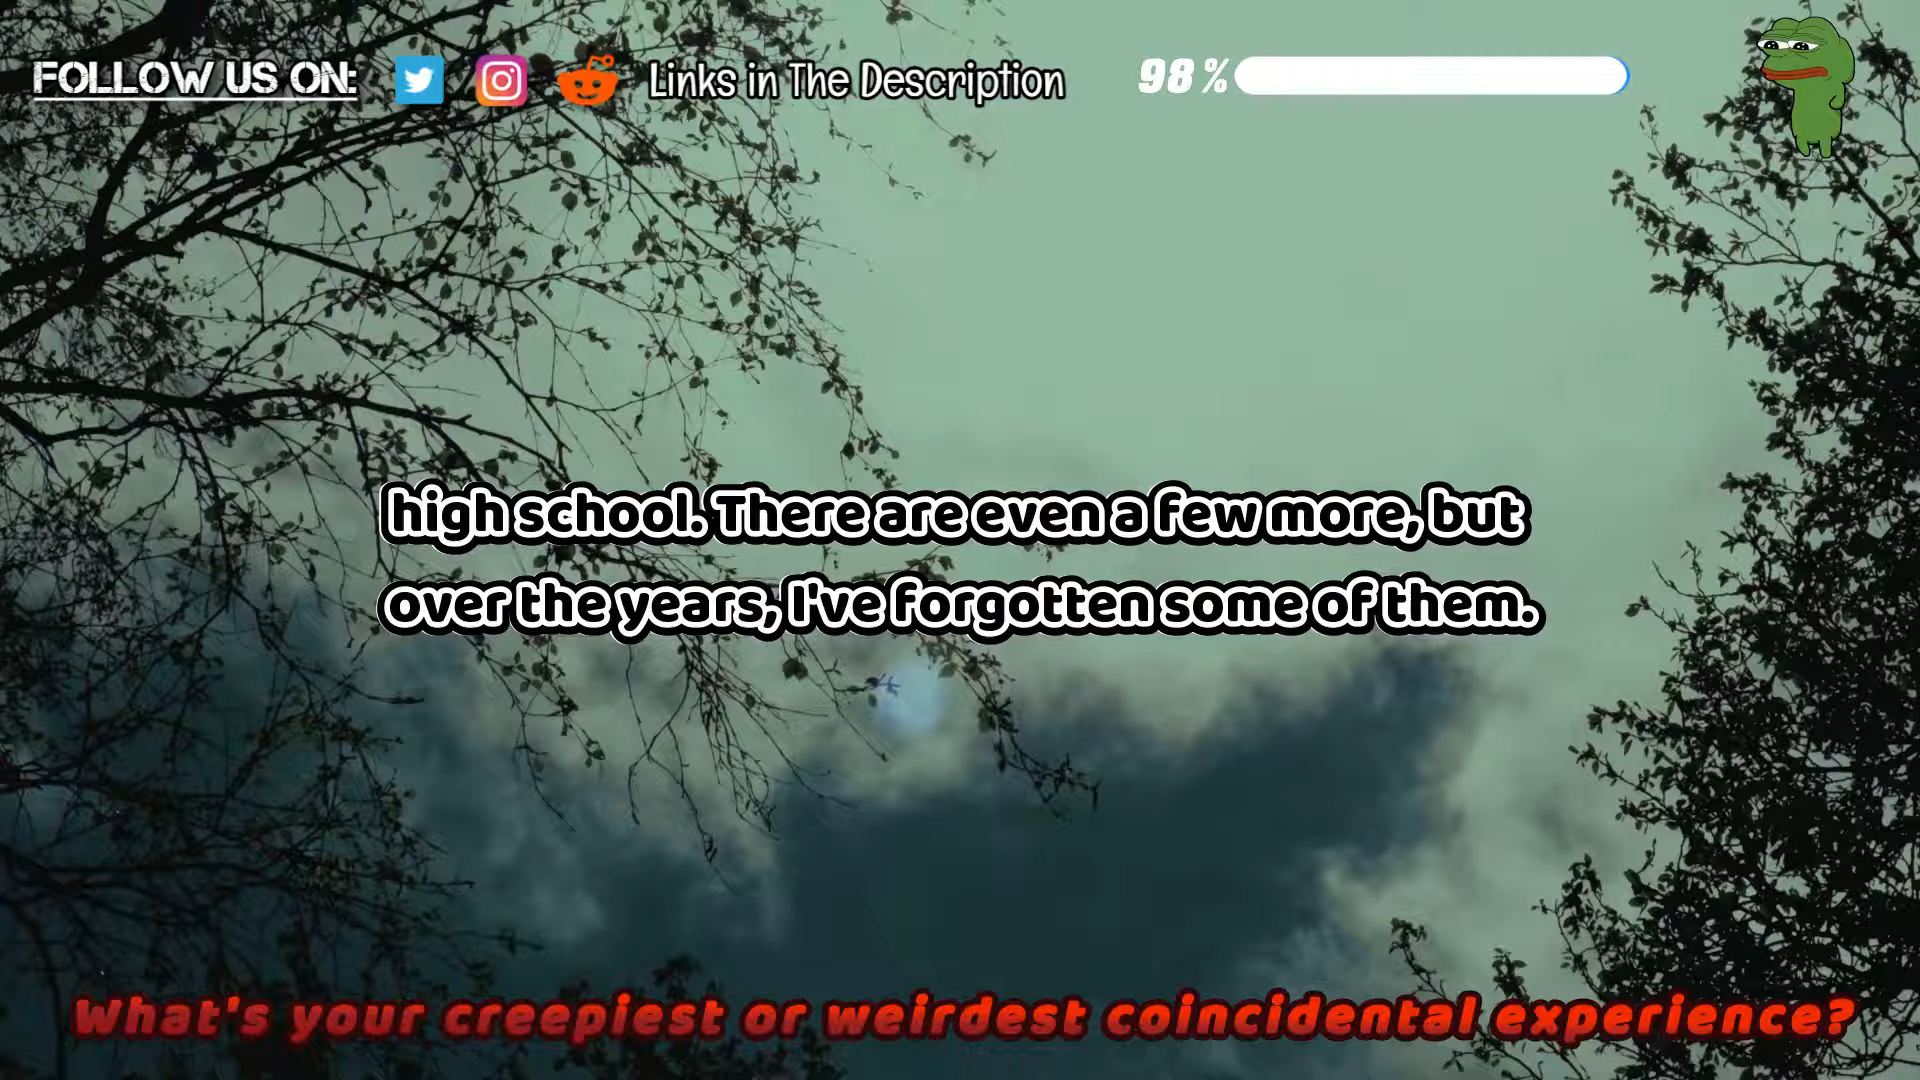 FOLLOW US ON:
Links in The Description
98 %
high school. There are even a few more, but
over the years, I've forgotten some of them.
What's your creepiest or weirdest coincidental experience?